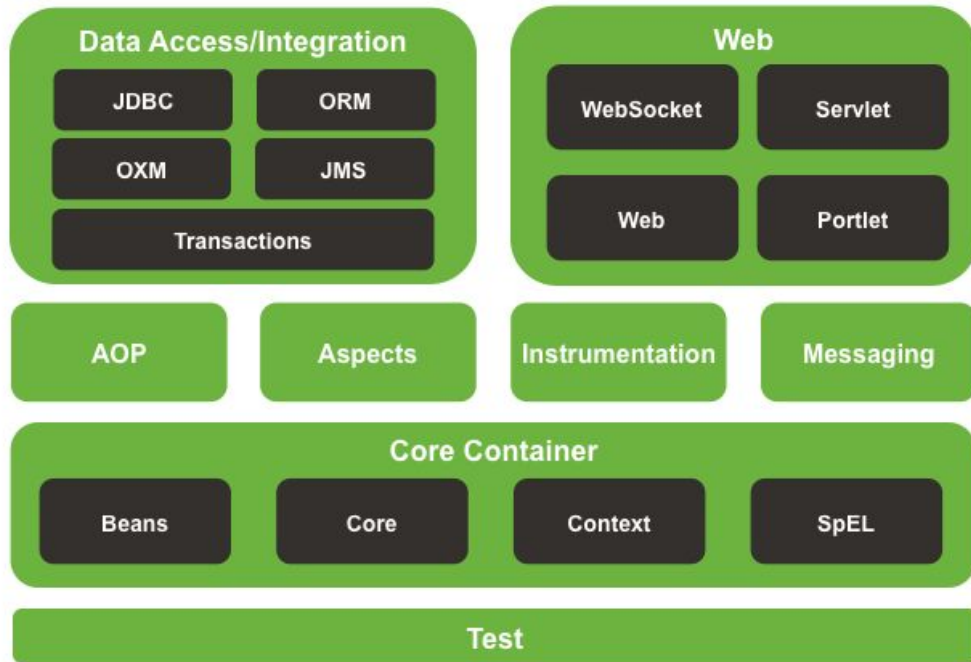 Data Access/Integration
JDBC
ORM
OXM
JMS
Transactions
Web
WebSocket
Servlet
Web
Portlet
AOP
Aspects
Instrumentation
Messaging
Core Container
Beans
Core
Context
SpEL
Test